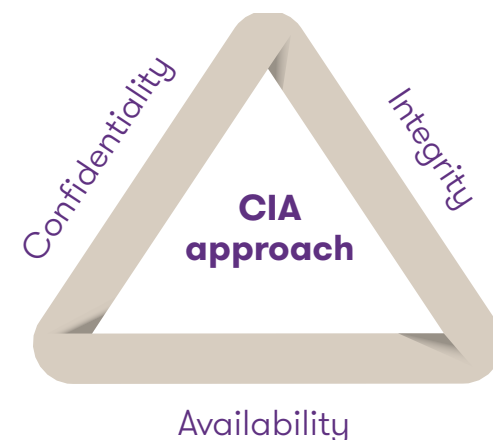 Confidentiality
Integrity
CIA
approach
Availability